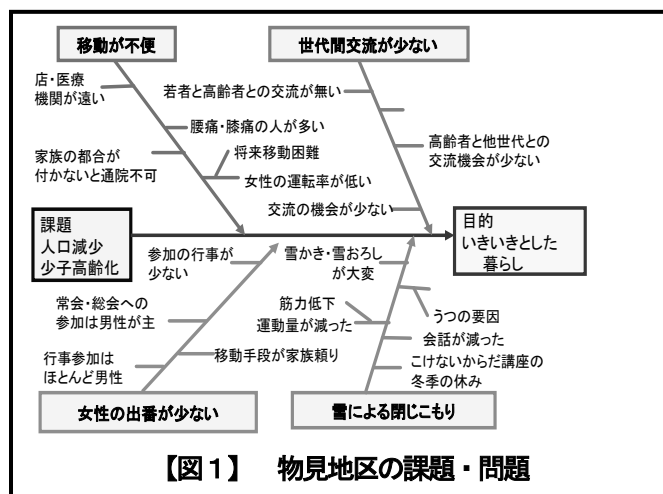 移動が不便
世代間交流が少ない
店・医療
機関が遠い
若者と高齢者との交流が無い
腰痛・膝痛の人が多い
高齢者と他世代との
交流機会が少ない
家族の都合が
付かないと通院不可
将来移動困難
女性の運転率が低い
交流の機会が少ない
課題
人口減少
少子高齢化
目的
いきいきとした
暮らし
参加の行事が
少ない
雪かき・雪おろし
が大変
常会・総会への
参加は男性が主
筋力低下
運動量が減った
うつの要因
会話が減った
行事参加は
ほとんど男性
移動手段が家族頼り
こけないからだ講座の
冬季の休み
女性の出番が少ない
雪による閉じこもり
【図1】 物見地区の課題・問題